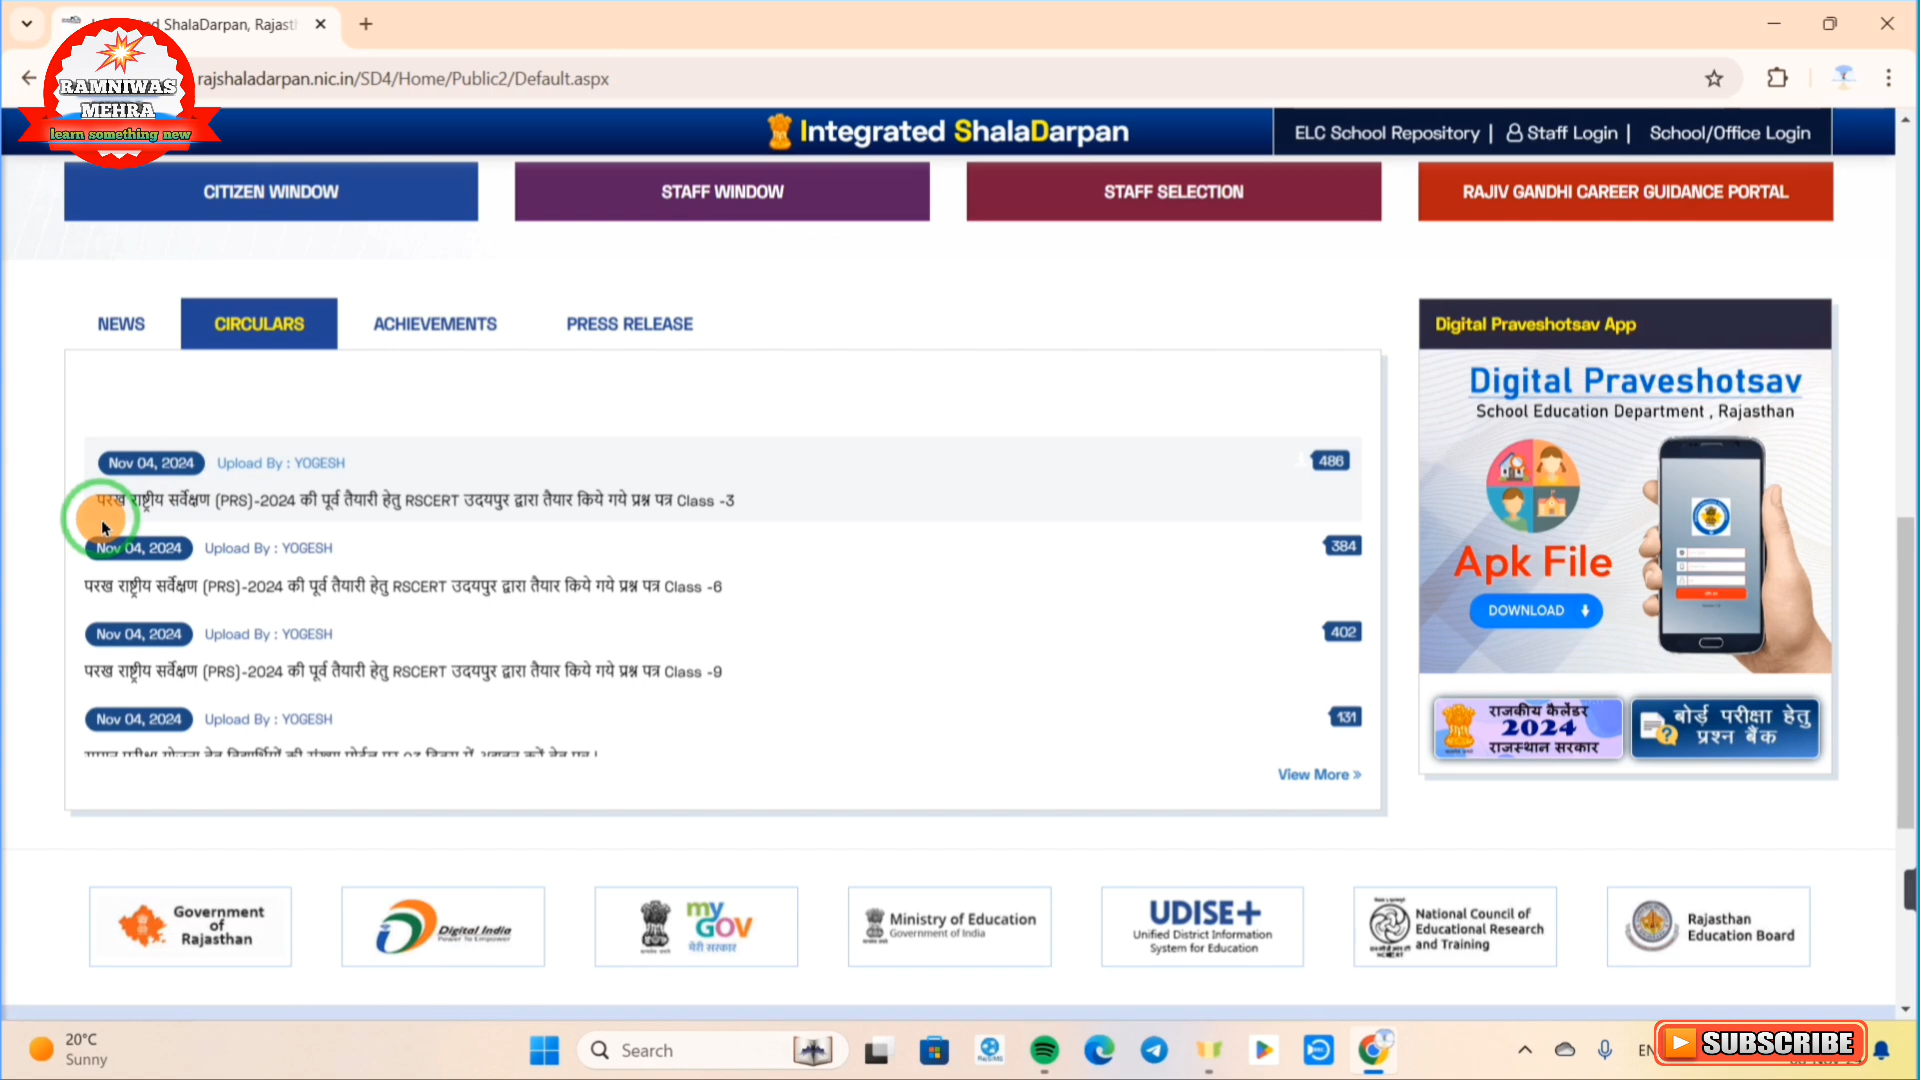 ShalaDarpan, Rajast
RAMNIWAS
MEHRA
learn something new
rajshaladarpan.nic.in/SD4/Home/Public2/Default.aspx
Integrated ShalaDarpan
ELC School Repository | Staff Login | School/Office Login
CITIZEN WINDOW
STAFF WINDOW
STAFF SELECTION
RAJIV GANDHI CAREER GUIDANCE PORTAL
NEWS
CIRCULARS
ACHIEVEMENTS
PRESS RELEASE
Nov 04, 2024 Upload By : YOGESH 486
परख राष्ट्रीय सर्वेक्षण (PRS)-2024 की पूर्व तैयारी हेतु RSCERT उदयपुर द्वारा तैयार किये गये प्रश्न पत्र Class -3
Nov 04, 2024 Upload By : YOGESH 384
परख राष्ट्रीय सर्वेक्षण (PRS)-2024 की पूर्व तैयारी हेतु RSCERT उदयपुर द्वारा तैयार किये गये प्रश्न पत्र Class -6
Nov 04, 2024 Upload By : YOGESH 402
परख राष्ट्रीय सर्वेक्षण (PRS)-2024 की पूर्व तैयारी हेतु RSCERT उदयपुर द्वारा तैयार किये गये प्रश्न पत्र Class -9
Nov 04, 2024 Upload By : YOGESH 131
View More »
Digital Praveshotsav App
Digital Praveshotsav
School Education Department , Rajasthan
Apk File
DOWNLOAD
राजकीय कैलेंडर
2024
राजस्थान सरकार
बोर्ड परीक्षा हेतु
प्रश्न बैंक
Government
of
Rajasthan
Digital India
Power To Empower
my
GOV
मेरी सरकार
Ministry of Education
Government of India
UDISE+
Unified District Information
System for Education
National Council of
Educational Research
and Training
Rajasthan
Education Board
20°C
Sunny
Search
SUBSCRIBE